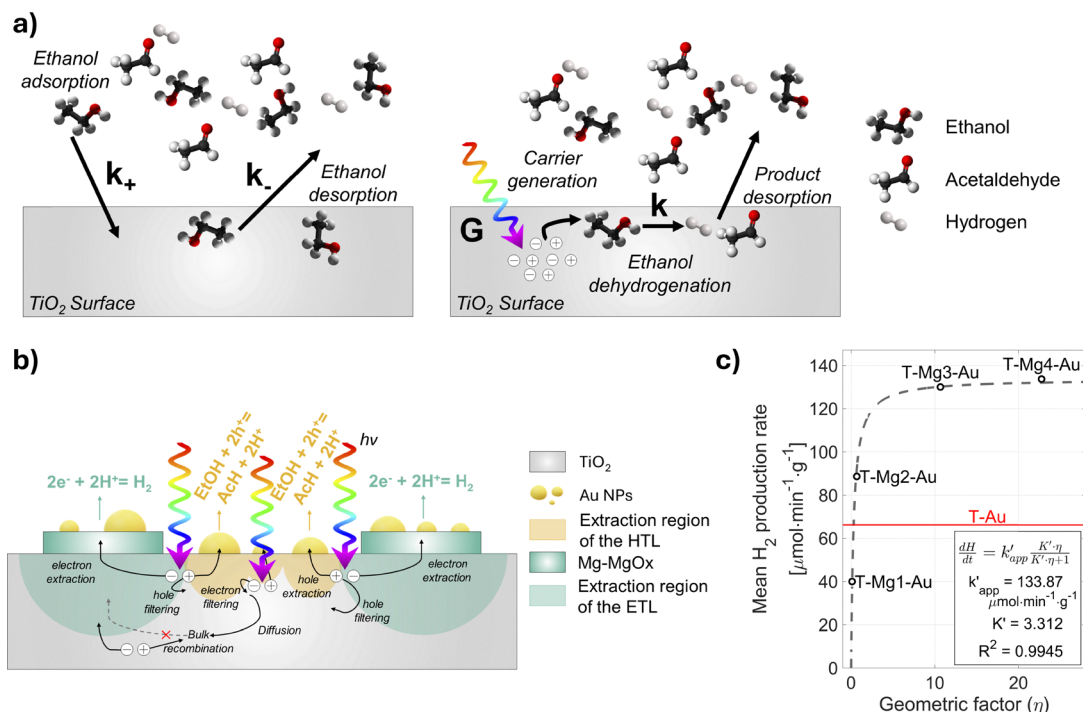 a)
Ethanol
adsorption
k+
k-
Ethanol
desorption
TiO2 Surface
Carrier
generation
G
k
Product
desorption
Ethanol
dehydrogenation
TiO2 Surface
Ethanol
Acetaldehyde
Hydrogen
b)
2e- + 2H+= H2
EtOH + 2h+=
AcH + 2H+
EtOH + 2h+=
AcH + 2H+
hν
2e- + 2H+= H2
electron
extraction
hole
filtering
electron
filtering
hole
extraction
hole
filtering
electron
extraction
Bulk
recombination
Diffusion
TiO2
Au NPs
Extraction region
of the HTL
Mg-MgOx
Extraction region
of the ETL
c)
Mean H2 production rate
[μmol·min-1·g-1]
140
120
100
80
60
40
20
0
T-Mg3-Au
T-Mg4-Au
T-Mg2-Au
T-Au
T-Mg1-Au
dH/dt = k'app K'·η/K'·η+1
k'app = 133.87
μmol·min-1·g-1
K' = 3.312
R2 = 0.9945
0
10
20
Geometric factor (η)